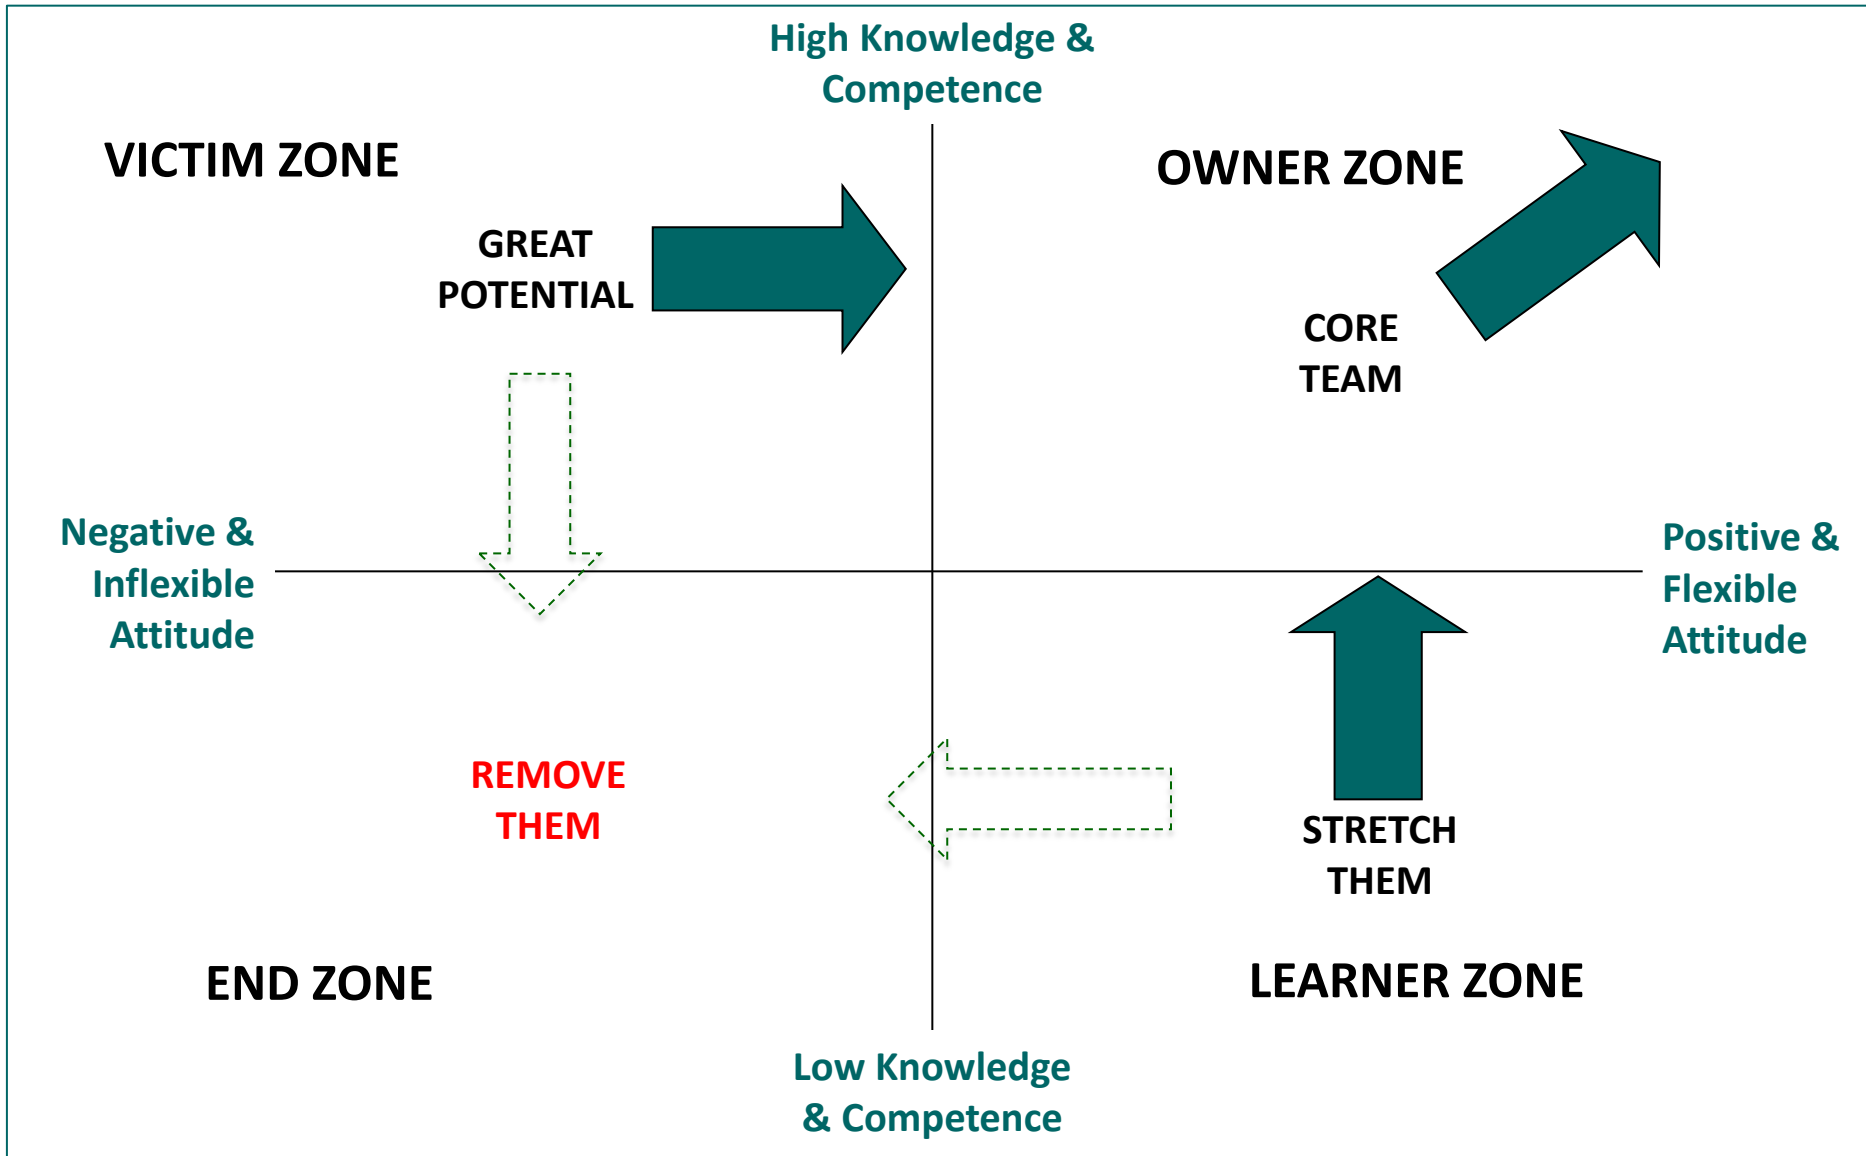 High Knowledge &
Competence
VICTIM ZONE
OWNER ZONE
GREAT
POTENTIAL
CORE
TEAM
Negative &
Inflexible
Attitude
Positive &
Flexible
Attitude
REMOVE
THEM
STRETCH
THEM
END ZONE
LEARNER ZONE
Low Knowledge
& Competence